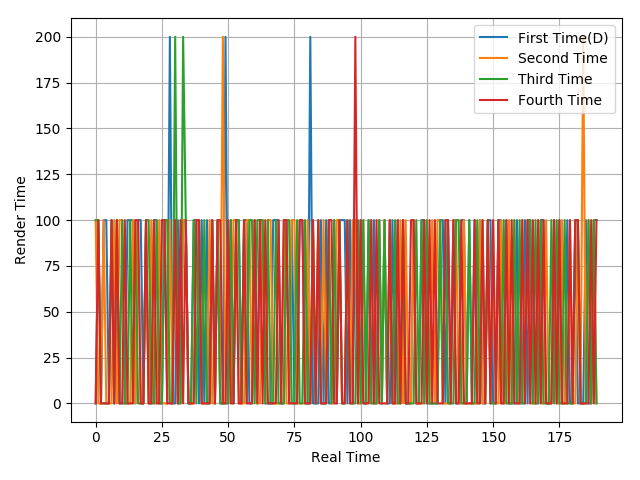 First Time(D)
Second Time
Third Time
Fourth Time
200
175
150
125
100
75
50
25
0
Render Time
0 25 50 75 100 125 150 175
Real Time